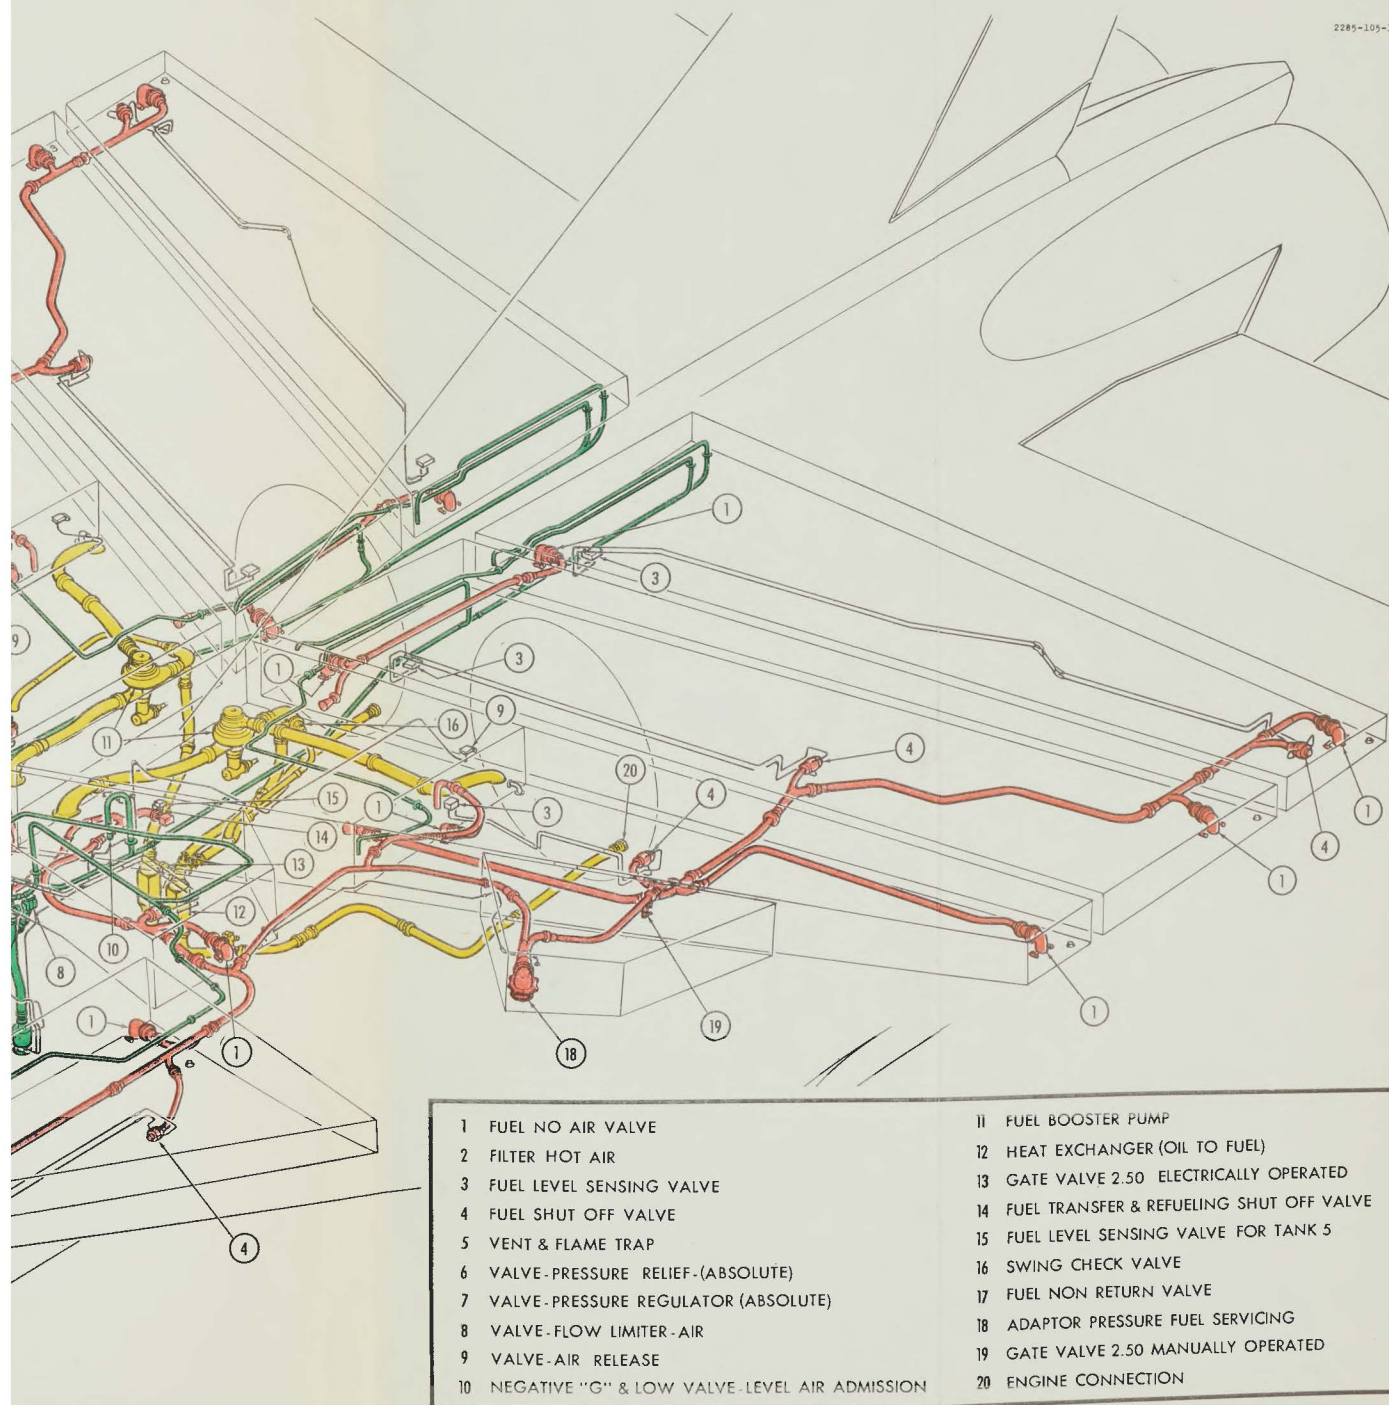 2285-105-
1
3
1
3
9
16
9
11
20
4
4
1
3
15
14
13
12
10
8
1
1
4
1
1
1
19
18
4
1 FUEL NO AIR VALVE
2 FILTER HOT AIR
3 FUEL LEVEL SENSING VALVE
4 FUEL SHUT OFF VALVE
5 VENT & FLAME TRAP
6 VALVE-PRESSURE RELIEF-(ABSOLUTE)
7 VALVE-PRESSURE REGULATOR (ABSOLUTE)
8 VALVE-FLOW LIMITER-AIR
9 VALVE-AIR RELEASE
10 NEGATIVE "G" & LOW VALVE-LEVEL AIR ADMISSION
11 FUEL BOOSTER PUMP
12 HEAT EXCHANGER (OIL TO FUEL)
13 GATE VALVE 2.50 ELECTRICALLY OPERATED
14 FUEL TRANSFER & REFUELING SHUT OFF VALVE
15 FUEL LEVEL SENSING VALVE FOR TANK 5
16 SWING CHECK VALVE
17 FUEL NON RETURN VALVE
18 ADAPTOR PRESSURE FUEL SERVICING
19 GATE VALVE 2.50 MANUALLY OPERATED
20 ENGINE CONNECTION